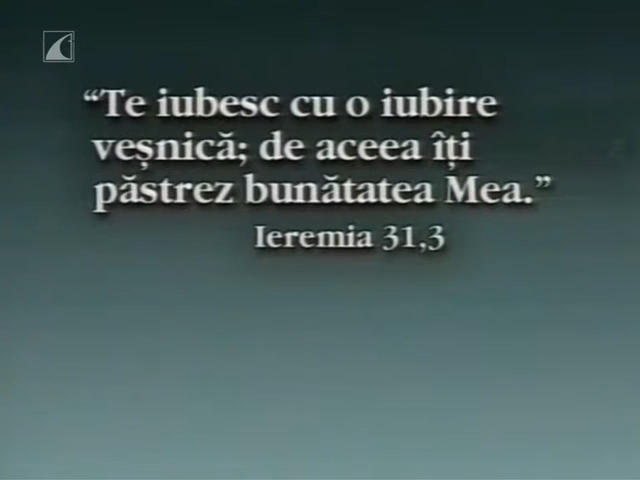 “Te iubesc cu o iubire
veșnică; de aceea îți
păstrez bunătatea Mea.”
Ieremia 31,3